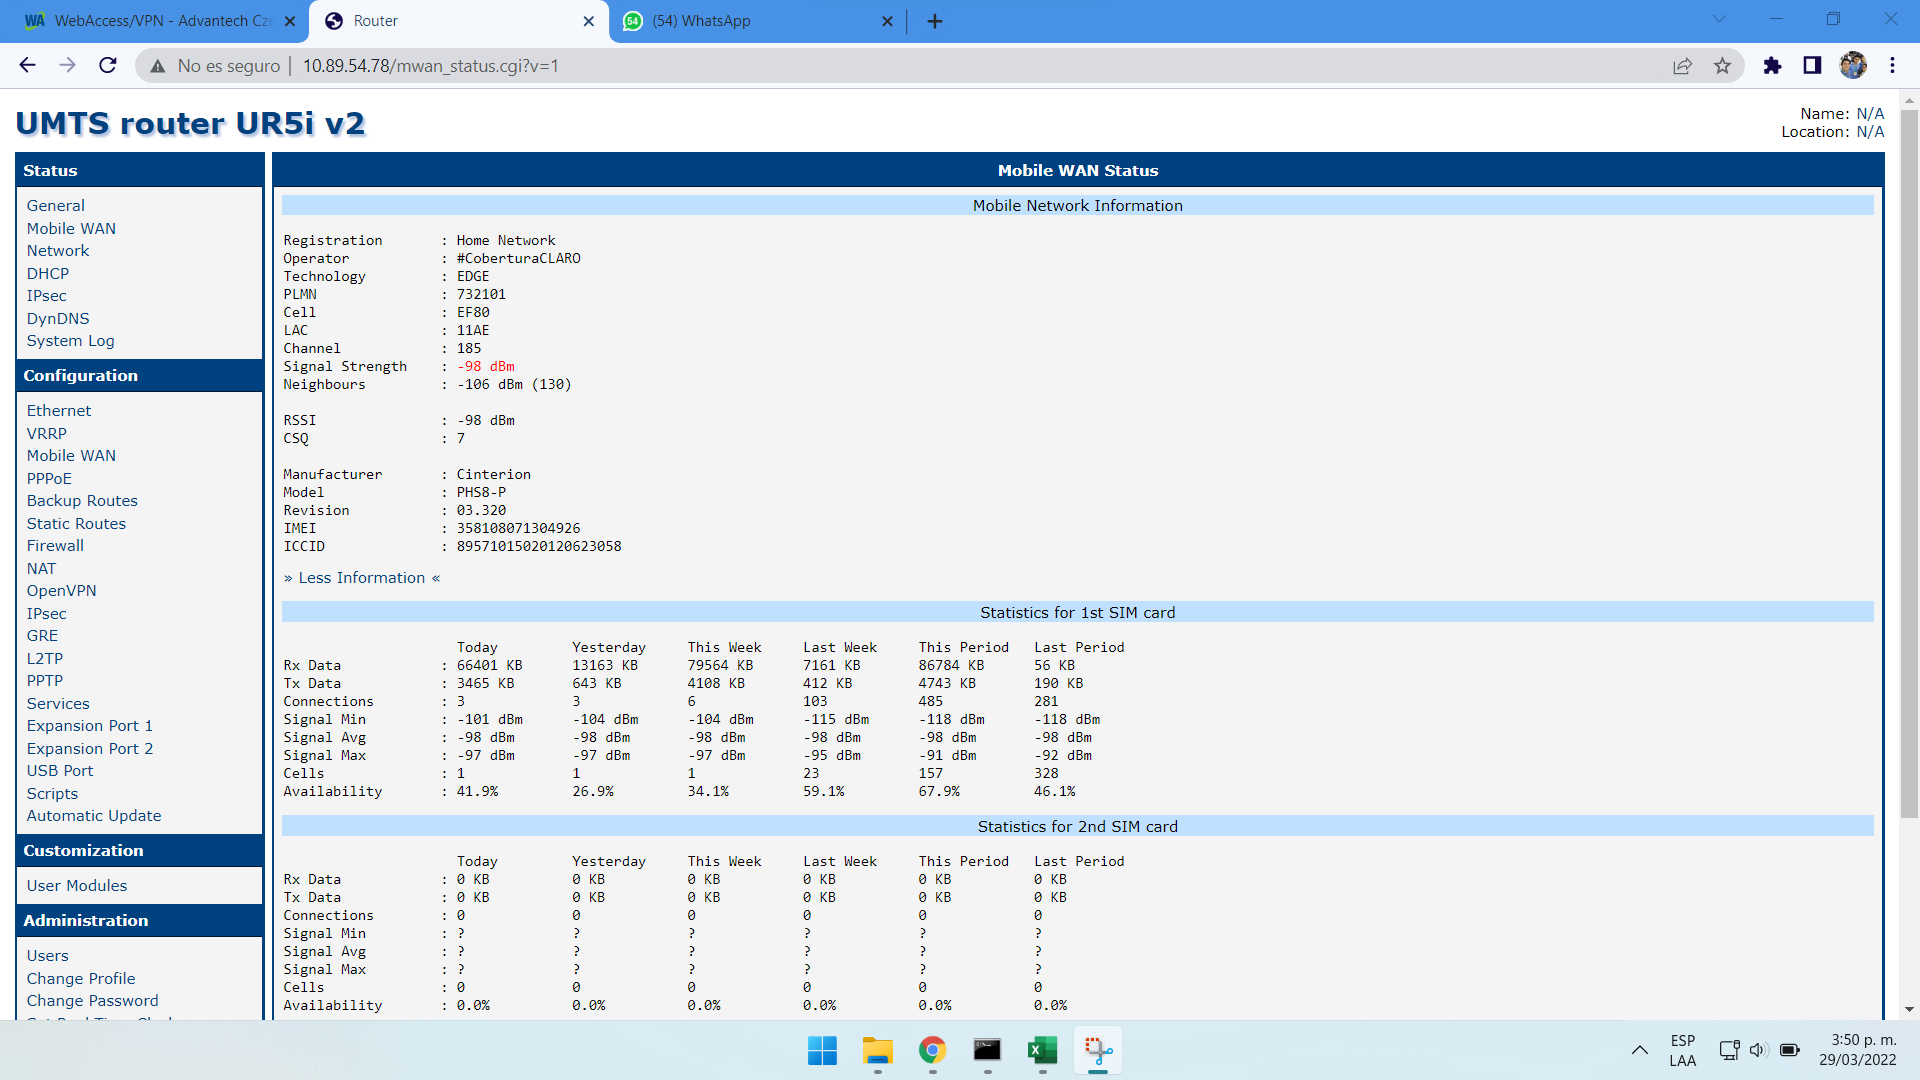 WebAccess/VPN - Advantech Cze
Router
(54) WhatsApp
No es seguro | 10.89.54.78/mwan_status.cgi?v=1
UMTS router UR5i v2
Name: N/A
Location: N/A
Status
General
Mobile WAN
Network
DHCP
IPsec
DynDNS
System Log
Configuration
Ethernet
VRRP
Mobile WAN
PPPoE
Backup Routes
Static Routes
Firewall
NAT
OpenVPN
IPsec
GRE
L2TP
PPTP
Services
Expansion Port 1
Expansion Port 2
USB Port
Scripts
Automatic Update
Customization
User Modules
Administration
Users
Change Profile
Change Password
Mobile WAN Status
Mobile Network Information
Registration : Home Network
Operator : #CoberturaCLARO
Technology : EDGE
PLMN : 732101
Cell : EF80
LAC : 11AE
Channel : 185
Signal Strength : -98 dBm
Neighbours : -106 dBm (130)
RSSI : -98 dBm
CSQ : 7
Manufacturer : Cinterion
Model : PHS8-P
Revision : 03.320
IMEI : 358108071304926
ICCID : 89571015020120623058
» Less Information «
Statistics for 1st SIM card
Today Yesterday This Week Last Week This Period Last Period
Rx Data : 66401 KB 13163 KB 79564 KB 7161 KB 86784 KB 56 KB
Tx Data : 3465 KB 643 KB 4108 KB 412 KB 4743 KB 190 KB
Connections : 3 3 6 103 485 281
Signal Min : -101 dBm -104 dBm -104 dBm -115 dBm -118 dBm -118 dBm
Signal Avg : -98 dBm -98 dBm -98 dBm -98 dBm -98 dBm -98 dBm
Signal Max : -97 dBm -97 dBm -97 dBm -95 dBm -91 dBm -92 dBm
Cells : 1 1 1 23 157 328
Availability : 41.9% 26.9% 34.1% 59.1% 67.9% 46.1%
Statistics for 2nd SIM card
Today Yesterday This Week Last Week This Period Last Period
Rx Data : 0 KB 0 KB 0 KB 0 KB 0 KB 0 KB
Tx Data : 0 KB 0 KB 0 KB 0 KB 0 KB 0 KB
Connections : 0 0 0 0 0 0
Signal Min : ? ? ? ? ? ?
Signal Avg : ? ? ? ? ? ?
Signal Max : ? ? ? ? ? ?
Cells : 0 0 0 0 0 0
Availability : 0.0% 0.0% 0.0% 0.0% 0.0% 0.0%
ESP
LAA
3:50 p. m.
29/03/2022